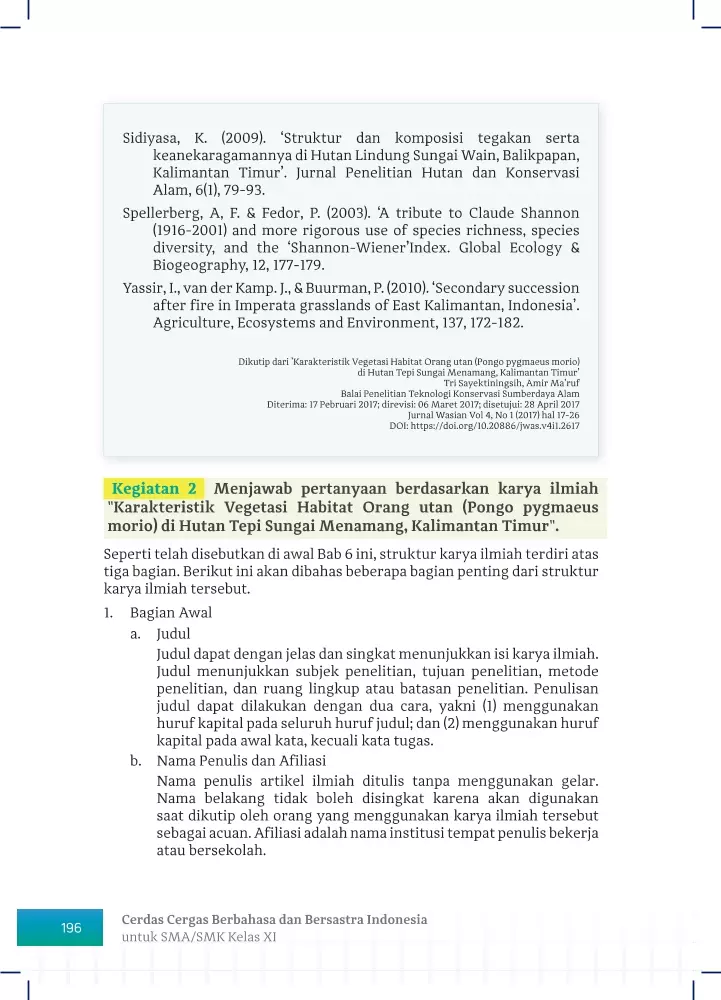 Sidiyasa, K. (2009). ‘Struktur dan komposisi tegakan serta
keanekaragamannya di Hutan Lindung Sungai Wain, Balikpapan,
Kalimantan Timur’. Jurnal Penelitian Hutan dan Konservasi
Alam, 6(1), 79-93.
Spellerberg, A, F. & Fedor, P. (2003). ‘A tribute to Claude Shannon
(1916-2001) and more rigorous use of species richness, species
diversity, and the ‘Shannon-Wiener’Index. Global Ecology &
Biogeography, 12, 177-179.
Yassir, I., van der Kamp. J., & Buurman, P. (2010). ‘Secondary succession
after fire in Imperata grasslands of East Kalimantan, Indonesia’.
Agriculture, Ecosystems and Environment, 137, 172-182.
Dikutip dari ‘Karakteristik Vegetasi Habitat Orang utan (Pongo pygmaeus morio)
di Hutan Tepi Sungai Menamang, Kalimantan Timur’
Tri Sayektiningsih, Amir Ma’ruf
Balai Penelitian Teknologi Konservasi Sumberdaya Alam
Diterima: 17 Pebruari 2017; direvisi: 06 Maret 2017; disetujui: 28 April 2017
Jurnal Wasian Vol 4, No 1 (2017) hal 17-26
DOI: https://doi.org/10.20886/jwas.v4i1.2617
Kegiatan 2 Menjawab pertanyaan berdasarkan karya ilmiah
"Karakteristik Vegetasi Habitat Orang utan (Pongo pygmaeus
morio) di Hutan Tepi Sungai Menamang, Kalimantan Timur".
Seperti telah disebutkan di awal Bab 6 ini, struktur karya ilmiah terdiri atas
tiga bagian. Berikut ini akan dibahas beberapa bagian penting dari struktur
karya ilmiah tersebut.
1. Bagian Awal
a. Judul
Judul dapat dengan jelas dan singkat menunjukkan isi karya ilmiah.
Judul menunjukkan subjek penelitian, tujuan penelitian, metode
penelitian, dan ruang lingkup atau batasan penelitian. Penulisan
judul dapat dilakukan dengan dua cara, yakni (1) menggunakan
huruf kapital pada seluruh huruf judul; dan (2) menggunakan huruf
kapital pada awal kata, kecuali kata tugas.
b. Nama Penulis dan Afiliasi
Nama penulis artikel ilmiah ditulis tanpa menggunakan gelar.
Nama belakang tidak boleh disingkat karena akan digunakan
saat dikutip oleh orang yang menggunakan karya ilmiah tersebut
sebagai acuan. Afiliasi adalah nama institusi tempat penulis bekerja
atau bersekolah.
196
Cerdas Cergas Berbahasa dan Bersastra Indonesia
untuk SMA/SMK Kelas XI